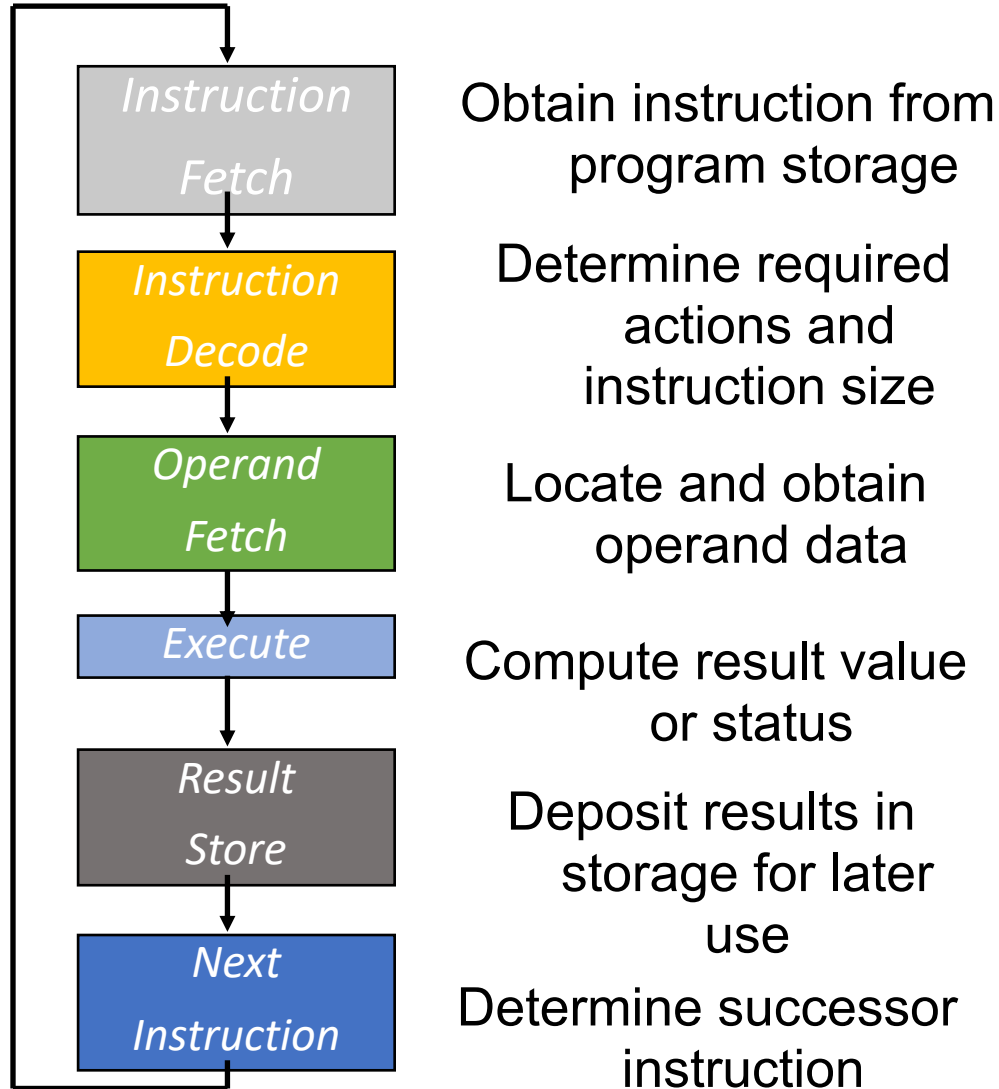 Instruction
Fetch
Obtain instruction from
program storage
Instruction
Decode
Determine required
actions and
instruction size
Operand
Fetch
Locate and obtain
operand data
Execute
Compute result value
or status
Result
Store
Deposit results in
storage for later
use
Next
Instruction
Determine successor
instruction